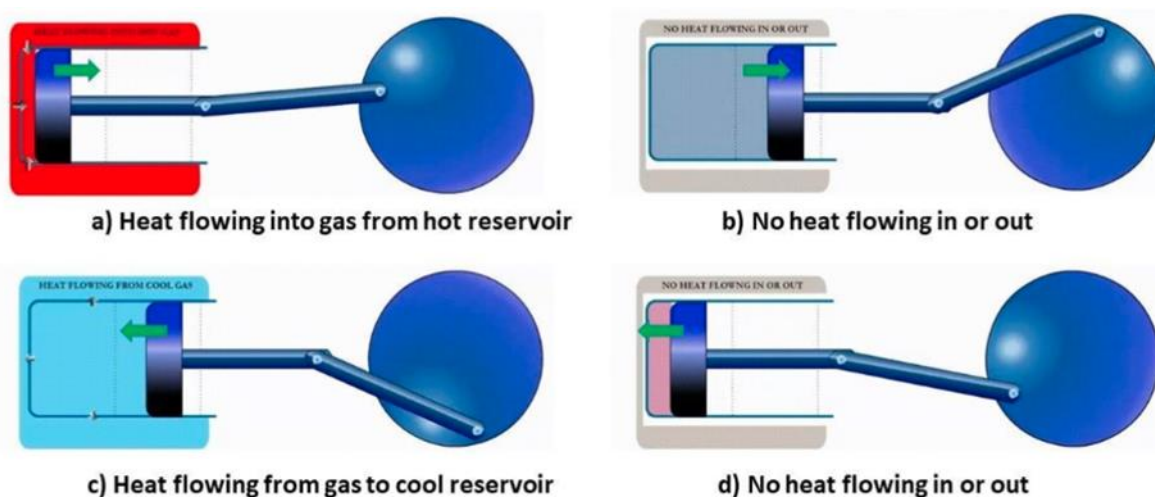 NO HEAT FLOWING IN OR OUT
a) Heat flowing into gas from hot reservoir
b) No heat flowing in or out
HEAT FLOWING FROM COOL GAS
NO HEAT FLOWNG IN OR OUT
c) Heat flowing from gas to cool reservoir
d) No heat flowing in or out